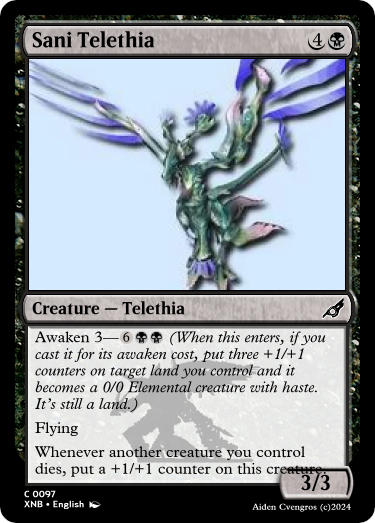 Sani Telethia
4
Creature — Telethia
Awaken 3— 6 (When this enters, if you
cast it for its awaken cost, put three +1/+1
counters on target land you control and it
becomes a 0/0 Elemental creature with haste.
It's still a land.)
Flying
Whenever another creature you control
dies, put a +1/+1 counter on this creature.
3/3
C 0097
XNB • English
Aiden Cvengros (c)2024